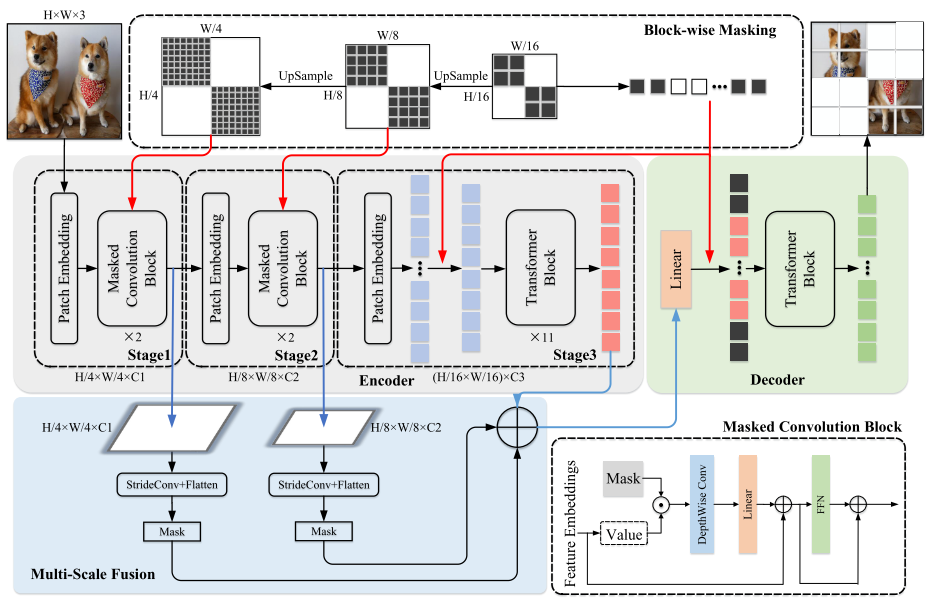 H×W×3
W/4
H/4
UpSample
W/8
H/8
UpSample
W/16
H/16
Block-wise Masking
Patch Embedding
Masked
Convolution
Block
×2
Stage1
Patch Embedding
Masked
Convolution
Block
×2
Stage2
Patch Embedding
Transformer
Block
×11
Stage3
H/4×W/4×C1
H/8×W/8×C2
Encoder
(H/16×W/16)×C3
Linear
Transformer
Block
Decoder
H/4×W/4×C1
H/8×W/8×C2
StrideConv+Flatten
StrideConv+Flatten
Mask
Mask
Multi-Scale Fusion
Masked Convolution Block
Feature Embeddings
Mask
Value
DepthWise Conv
Linear
FFN